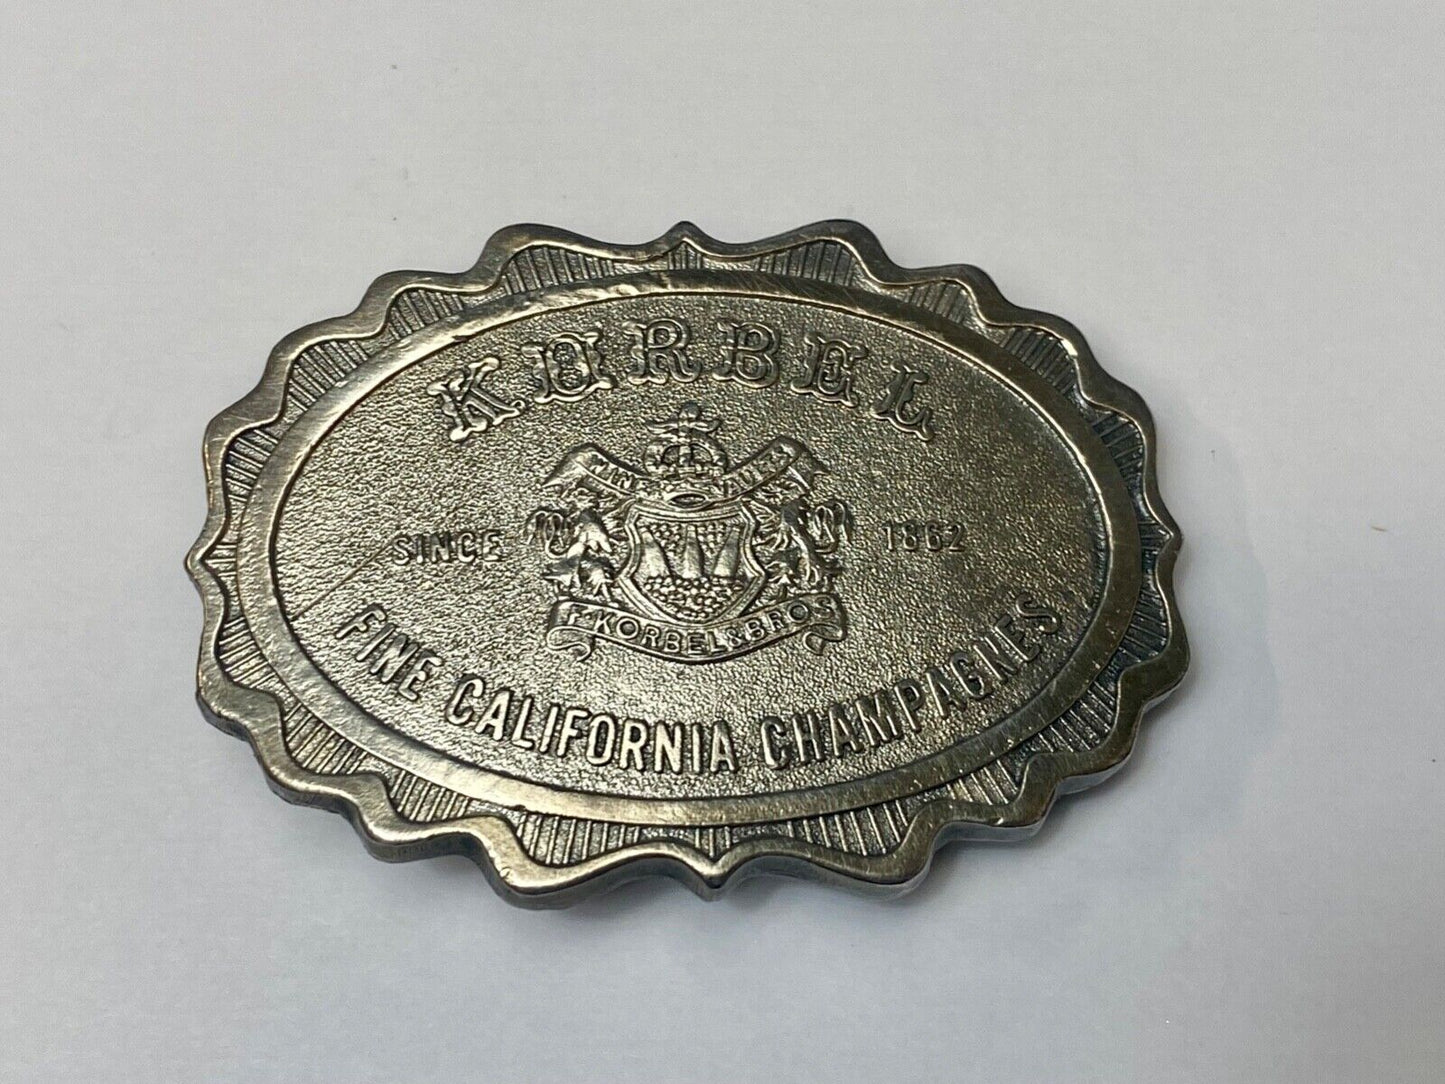 KORBEL
SINCE 1862
F. KORBEL & BROS
FINE CALIFORNIA CHAMPAGNES